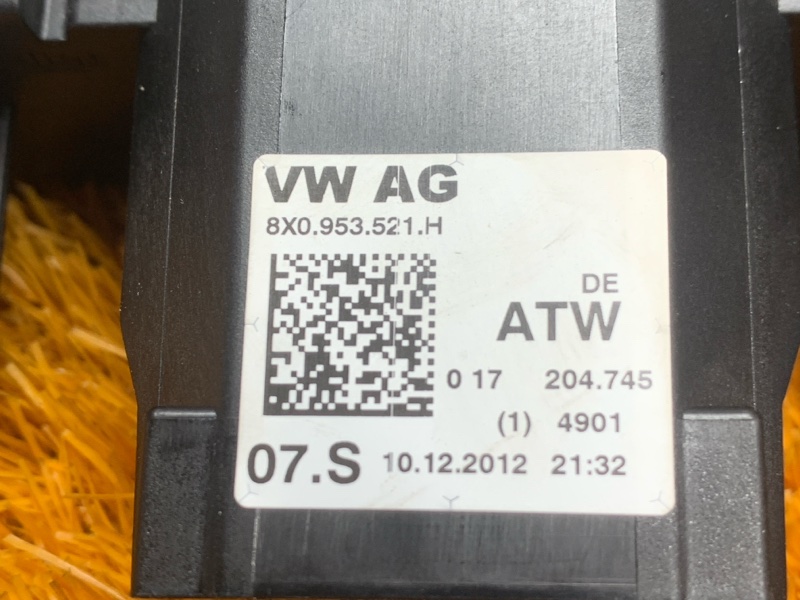 VW AG
8X0.953.521.H
DE
ATW
0 17 204.745
(1) 4901
07.S 10.12.2012 21:32